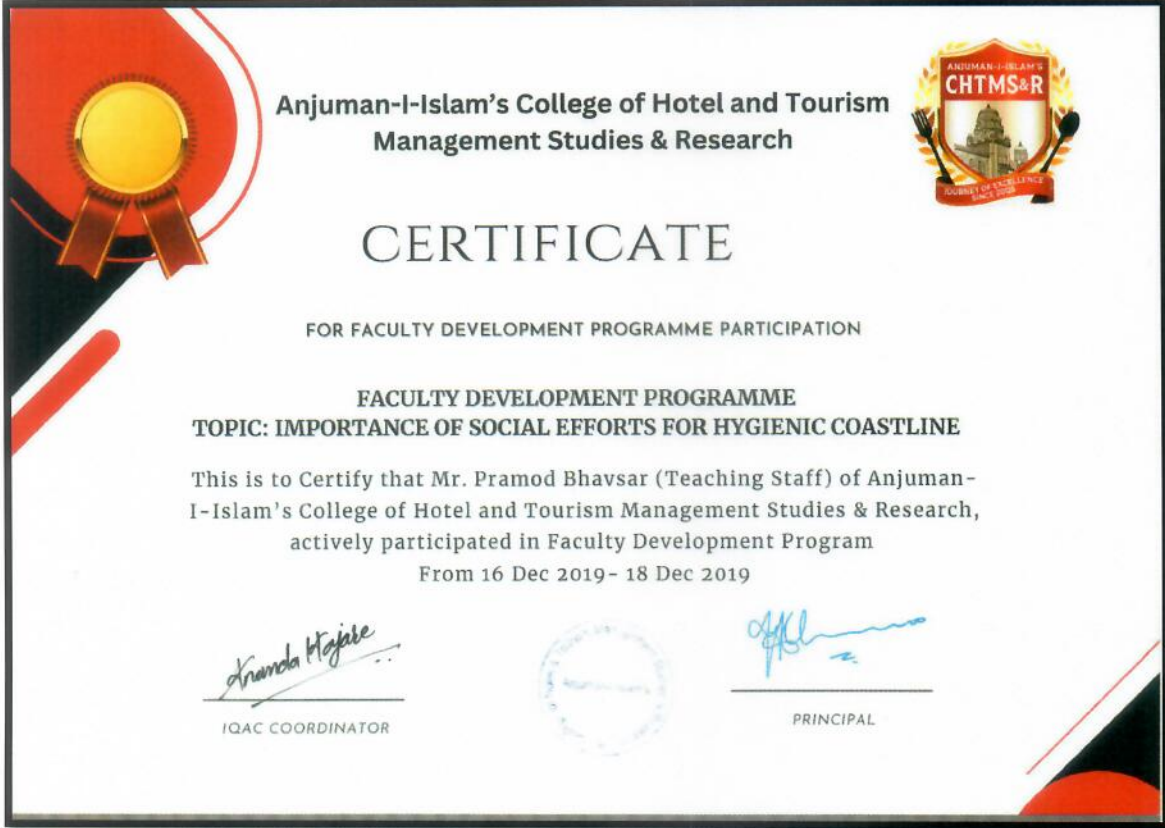 Anjuman-I-Islam's College of Hotel and Tourism
Management Studies & Research
ANJUMAN-I-ISLAM'S
CHTMS&R
JOURNEY OF EXCELLENCE
SINCE
CERTIFICATE
FOR FACULTY DEVELOPMENT PROGRAMME PARTICIPATION
FACULTY DEVELOPMENT PROGRAMME
TOPIC: IMPORTANCE OF SOCIAL EFFORTS FOR HYGIENIC COASTLINE
This is to Certify that Mr. Pramod Bhavsar (Teaching Staff) of Anjuman-
I-Islam's College of Hotel and Tourism Management Studies & Research,
actively participated in Faculty Development Program
From 16 Dec 2019- 18 Dec 2019
Ananda Hajare
IQAC COORDINATOR
PRINCIPAL